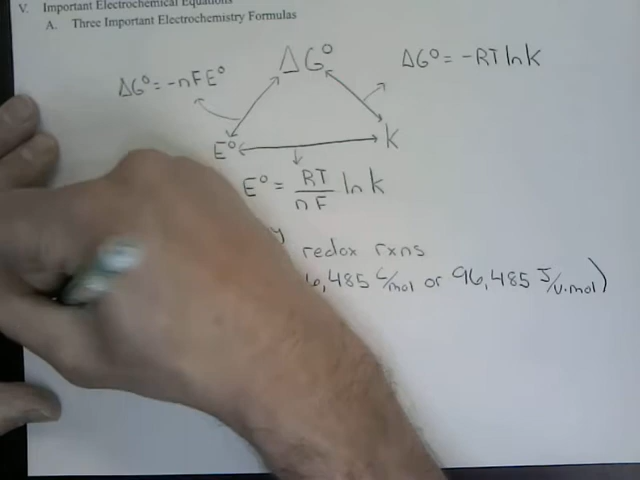 V. Important Electrochemical Equations
A. Three Important Electrochemistry Formulas
ΔG° = -nFE° ΔG° ΔG° = -RT ln k
E° k
E° = RT/nF ln k
y
redox rxns
6,485 C/mol or 96,485 J/V.mol)